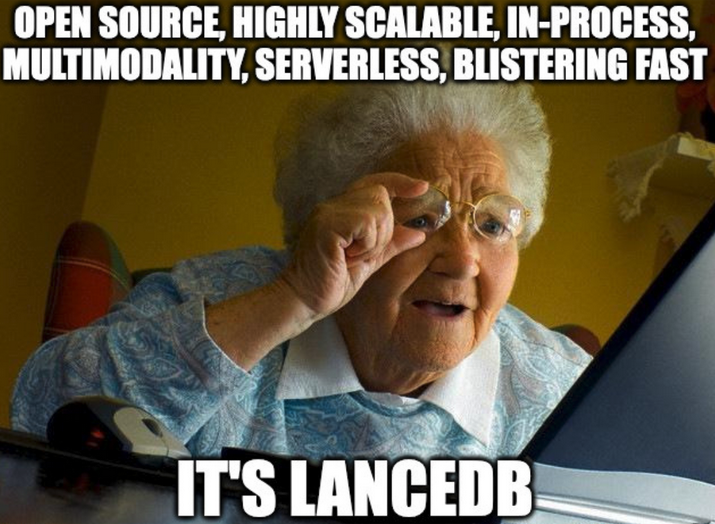 OPEN SOURCE, HIGHLY SCALABLE, IN-PROCESS,
MULTIMODALITY, SERVERLESS, BLISTERING FAST
IT'S LANCEDB